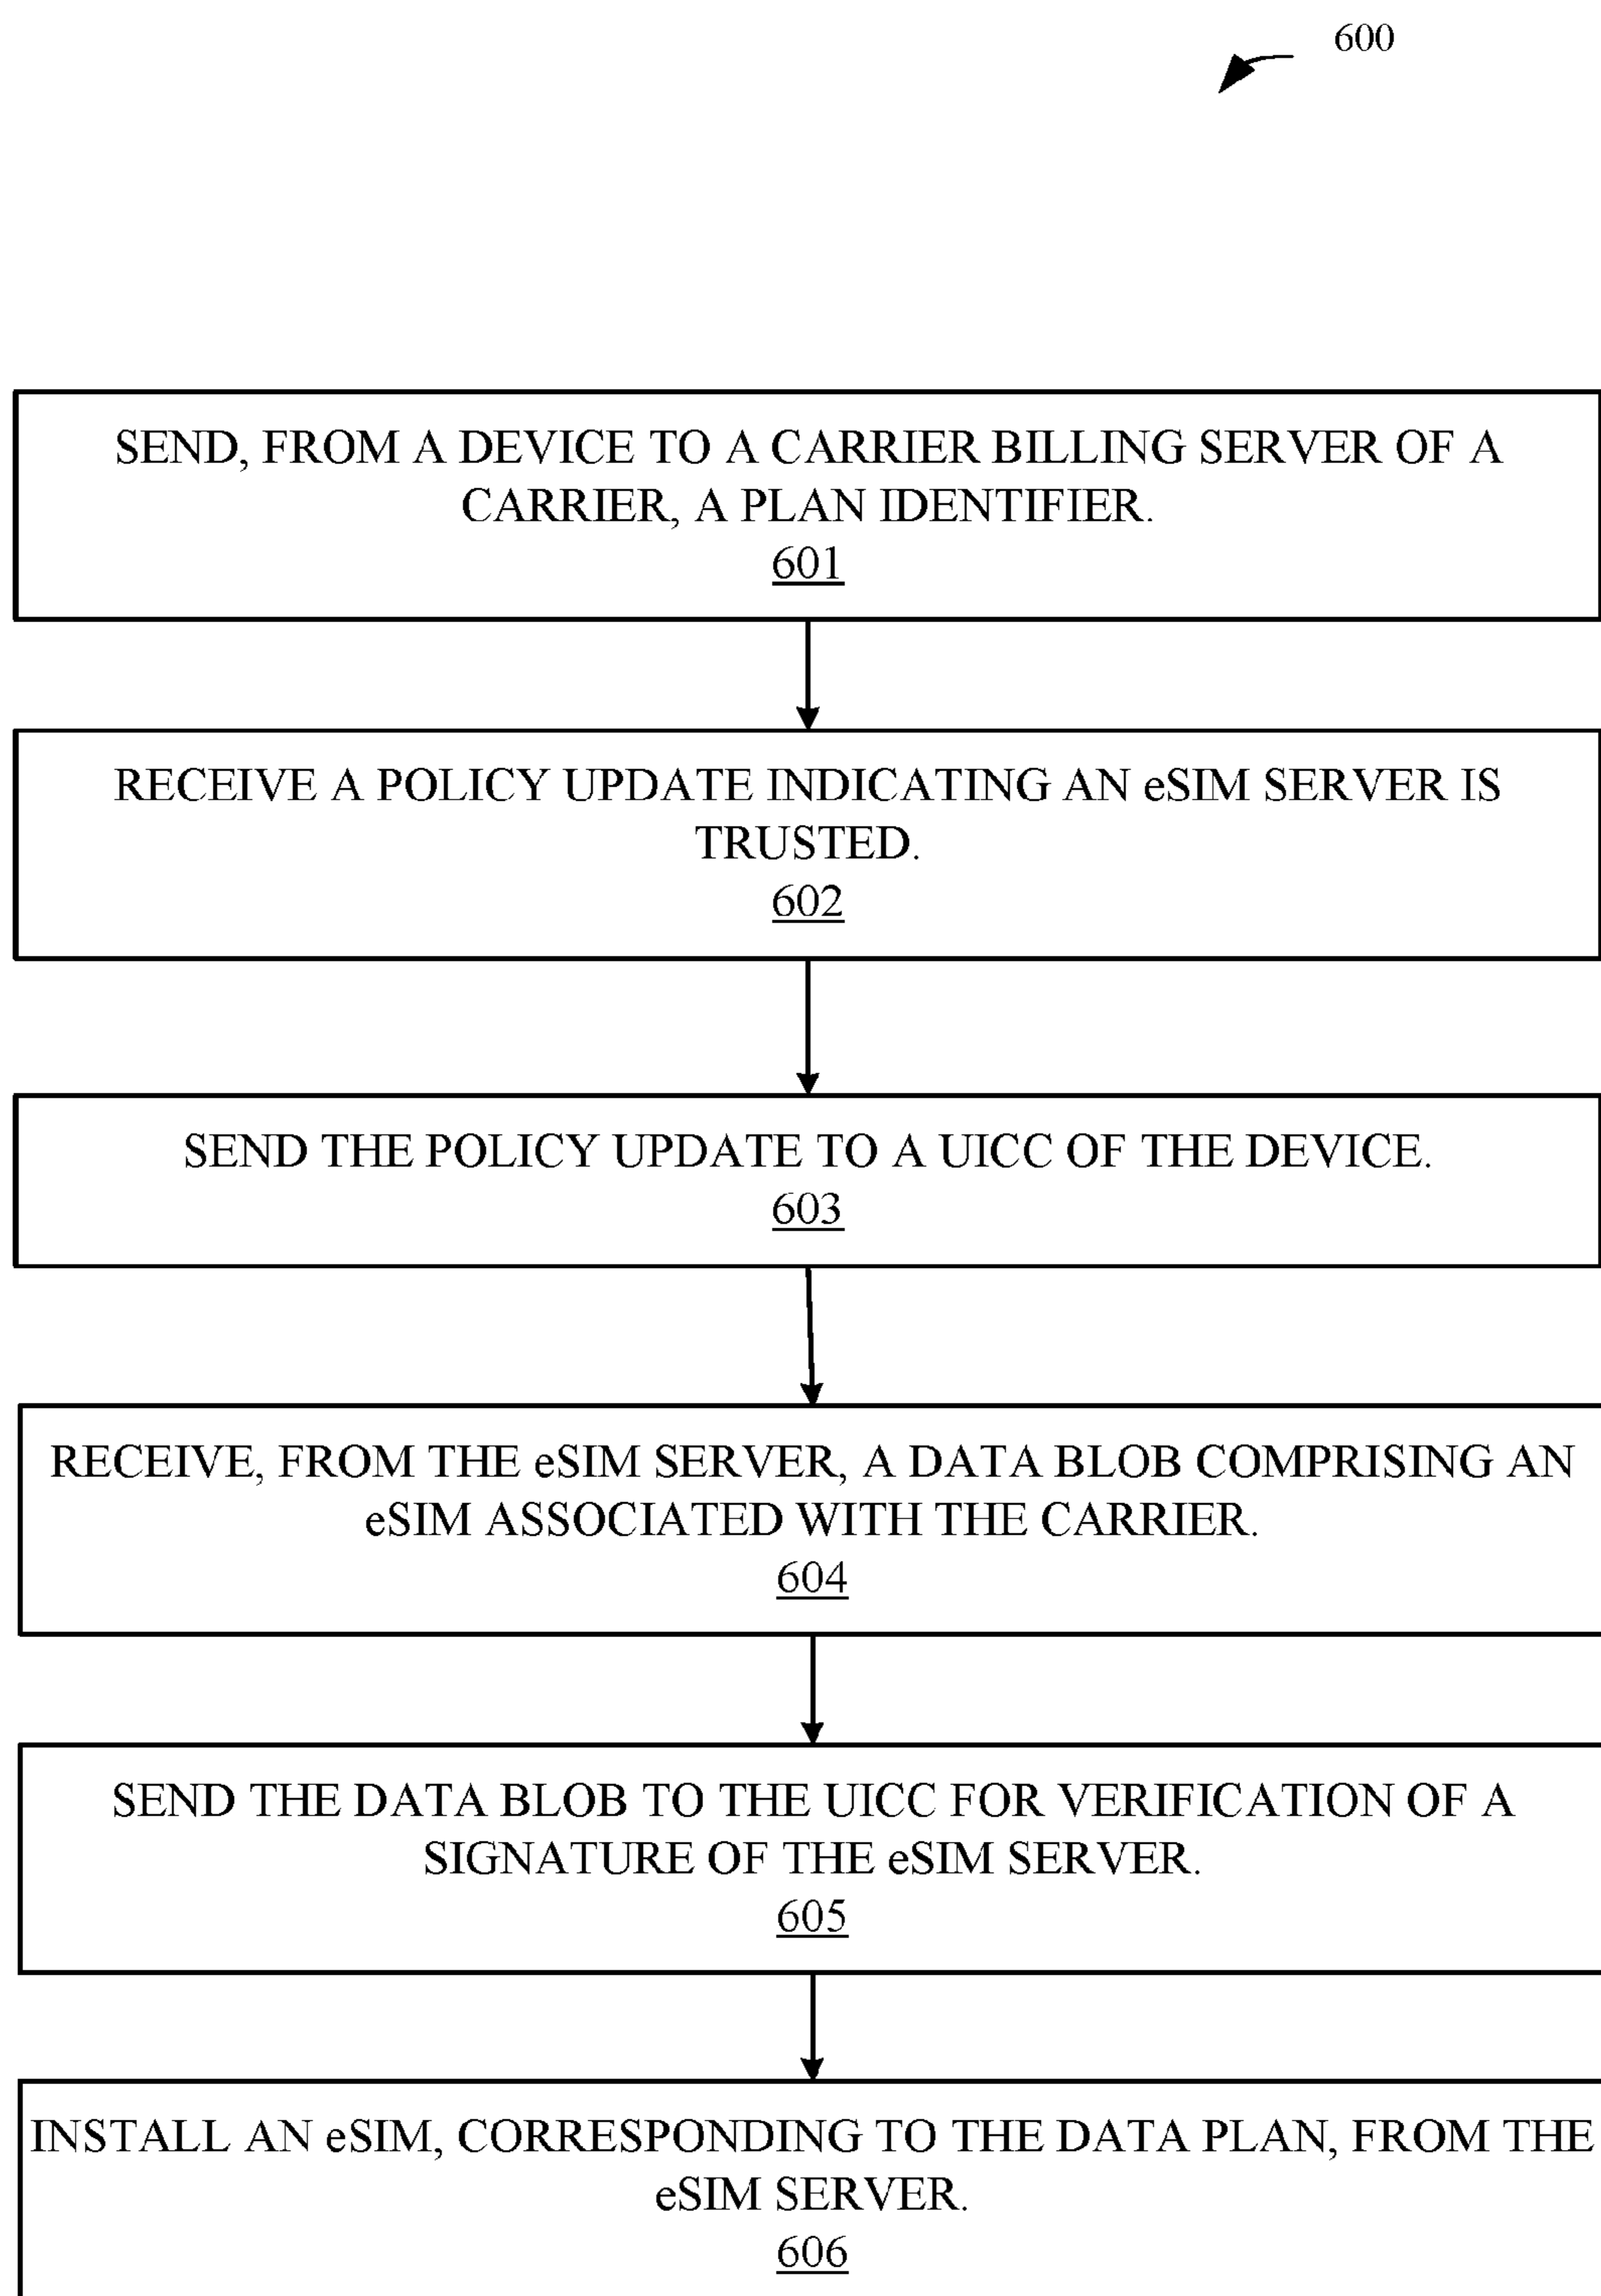 600
SEND, FROM A DEVICE TO A CARRIER BILLING SERVER OF A
CARRIER, A PLAN IDENTIFIER.
601
RECEIVE A POLICY UPDATE INDICATING AN eSIM SERVER IS
TRUSTED.
602
SEND THE POLICY UPDATE TO A UICC OF THE DEVICE.
603
RECEIVE, FROM THE eSIM SERVER, A DATA BLOB COMPRISING AN
eSIM ASSOCIATED WITH THE CARRIER.
604
SEND THE DATA BLOB TO THE UICC FOR VERIFICATION OF A
SIGNATURE OF THE eSIM SERVER.
605
INSTALL AN eSIM, CORRESPONDING TO THE DATA PLAN, FROM THE
eSIM SERVER.
606